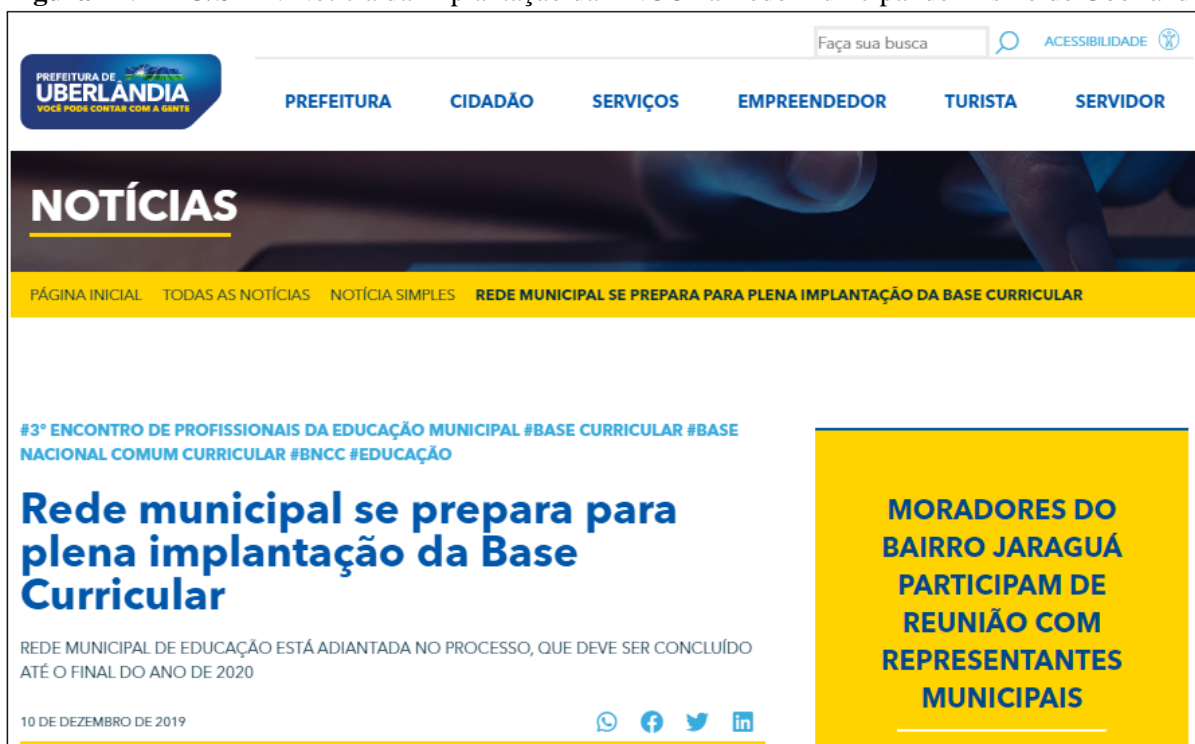 Faça sua busca
ACESSIBILIDADE
PREFEITURA DE
UBERLÂNDIA
VOCÊ PODE CONTAR COM A GENTE
PREFEITURA CIDADÃO SERVIÇOS EMPREENDEDOR TURISTA SERVIDOR
NOTÍCIAS
PÁGINA INICIAL TODAS AS NOTÍCIAS NOTÍCIA SIMPLES REDE MUNICIPAL SE PREPARA PARA PLENA IMPLANTAÇÃO DA BASE CURRICULAR
#3º ENCONTRO DE PROFISSIONAIS DA EDUCAÇÃO MUNICIPAL #BASE CURRICULAR #BASE
NACIONAL COMUM CURRICULAR #BNCC #EDUCAÇÃO
Rede municipal se prepara para
plena implantação da Base
Curricular
REDE MUNICIPAL DE EDUCAÇÃO ESTÁ ADIANTADA NO PROCESSO, QUE DEVE SER CONCLUÍDO
ATÉ O FINAL DO ANO DE 2020
10 DE DEZEMBRO DE 2019
MORADORES DO
BAIRRO JARAGUÁ
PARTICIPAM DE
REUNIÃO COM
REPRESENTANTES
MUNICIPAIS